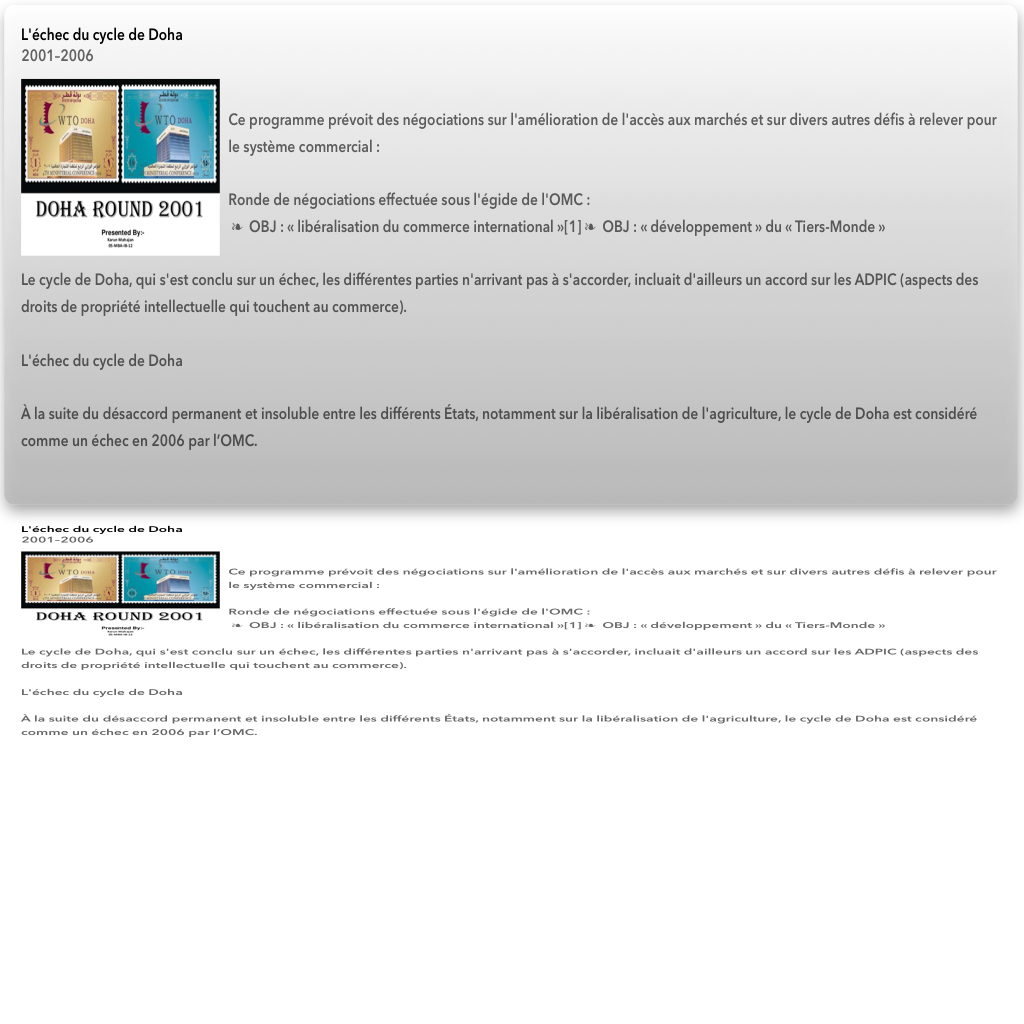 L'échec du cycle de Doha
2001–2006
WTO DOHA
WTO DOHA
DOHA ROUND 2001
Presented By:-
Karun Mahajan
Ce programme prévoit des négociations sur l'amélioration de l'accès aux marchés et sur divers autres défis à relever pour
le système commercial :
Ronde de négociations effectuée sous l'égide de l'OMC :
❧ OBJ : « libéralisation du commerce international »[1] ❧ OBJ : « développement » du « Tiers-Monde »
Le cycle de Doha, qui s'est conclu sur un échec, les différentes parties n'arrivant pas à s'accorder, incluait d'ailleurs un accord sur les ADPIC (aspects des
droits de propriété intellectuelle qui touchent au commerce).
L'échec du cycle de Doha
À la suite du désaccord permanent et insoluble entre les différents États, notamment sur la libéralisation de l'agriculture, le cycle de Doha est considéré
comme un échec en 2006 par l’OMC.
L'échec du cycle de Doha
2001–2006
WTO DOHA
WTO DOHA
DOHA ROUND 2001
Presented By:-
Ce programme prévoit des négociations sur l'amélioration de l'accès aux marchés et sur divers autres défis à relever pour
le système commercial :
Ronde de négociations effectuée sous l'égide de l'OMC :
❧ OBJ : « libéralisation du commerce international »[1] ❧ OBJ : « développement » du « Tiers-Monde »
Le cycle de Doha, qui s'est conclu sur un échec, les différentes parties n'arrivant pas à s'accorder, incluait d'ailleurs un accord sur les ADPIC (aspects des
droits de propriété intellectuelle qui touchent au commerce).
L'échec du cycle de Doha
À la suite du désaccord permanent et insoluble entre les différents États, notamment sur la libéralisation de l'agriculture, le cycle de Doha est considéré
comme un échec en 2006 par l’OMC.